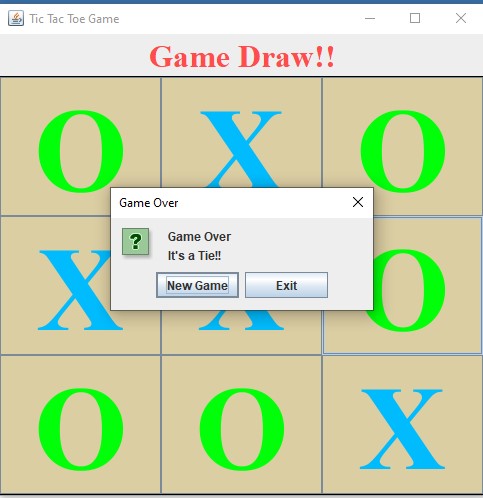 Tic Tac Toe Game
Game Draw!!
O X O
Game Over
Game Over
It's a Tie!!
New Game Exit
X X O
O O X